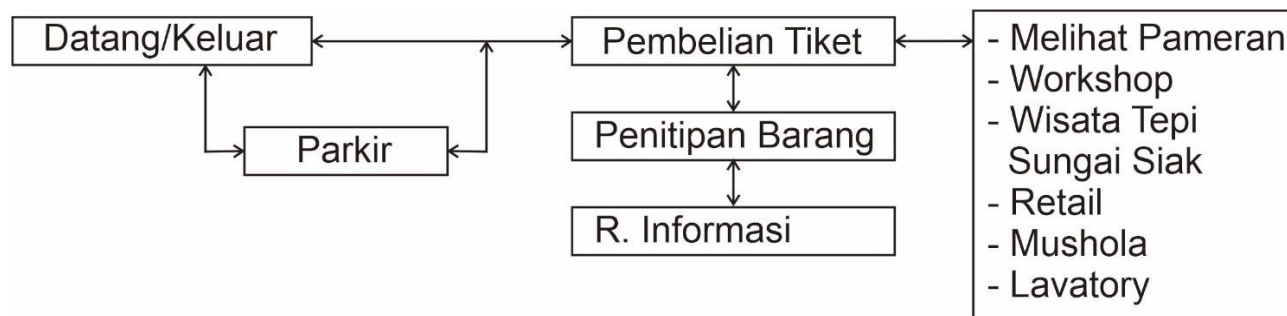 Datang/Keluar
Parkir
Pembelian Tiket
Penitipan Barang
R. Informasi
- Melihat Pameran
- Workshop
- Wisata Tepi
Sungai Siak
- Retail
- Mushola
- Lavatory